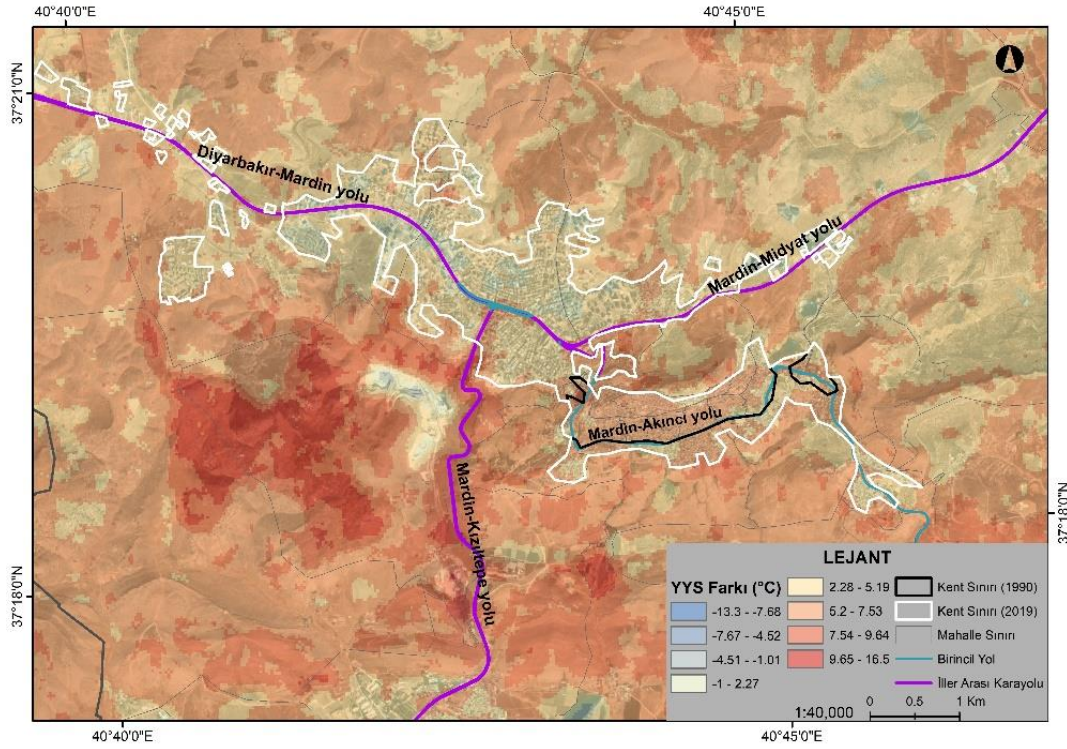 40°40'0"E
40°45'0"E
37°21'0"N
Diyarbakır-Mardin yolu
Mardin-Midyat yolu
Mardin-Akıncı yolu
Mardin-Kızıltepe yolu
37°18'0"N
37°18'0"N
LEJANT
YYS Farkı (°C)
-13.3 - -7.68
-7.67 - -4.52
-4.51 - -1.01
-1 - 2.27
2.28 - 5.19
5.2 - 7.53
7.54 - 9.64
9.65 - 16.5
Kent Sınırı (1990)
Kent Sınırı (2019)
Mahalle Sınırı
Birincil Yol
İller Arası Karayolu
1:40,000
0 0.5 1 Km
40°40'0"E
40°45'0"E